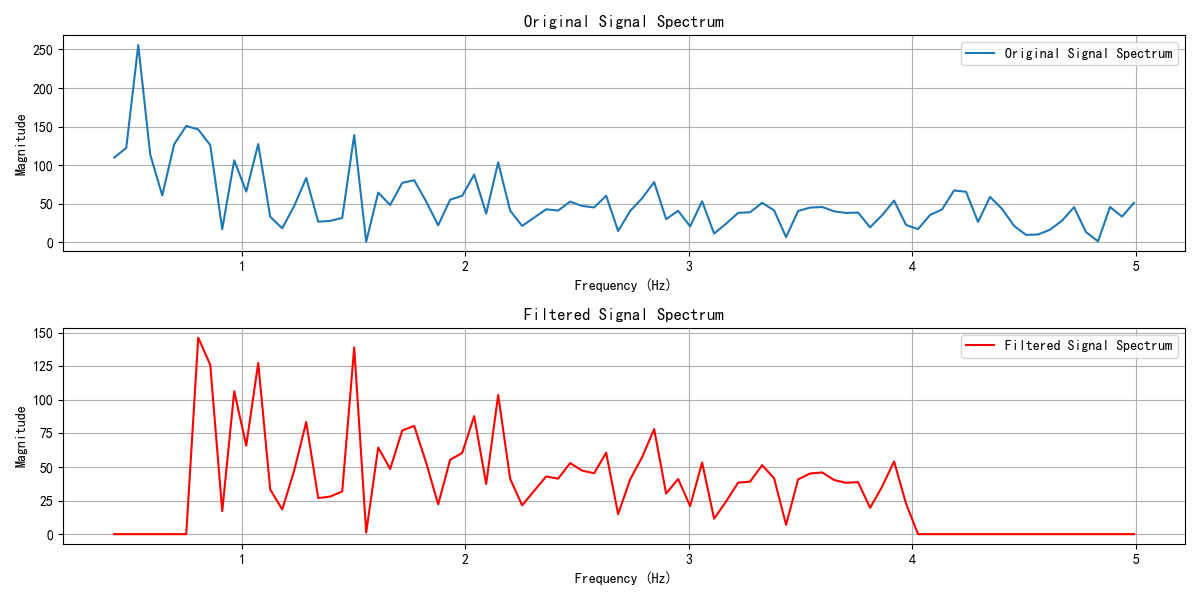 Original Signal Spectrum
Original Signal Spectrum
Magnitude
250
200
150
100
50
0
1 2 3 4 5
Frequency (Hz)
Filtered Signal Spectrum
Filtered Signal Spectrum
Magnitude
150
125
100
75
50
25
0
1 2 3 4 5
Frequency (Hz)